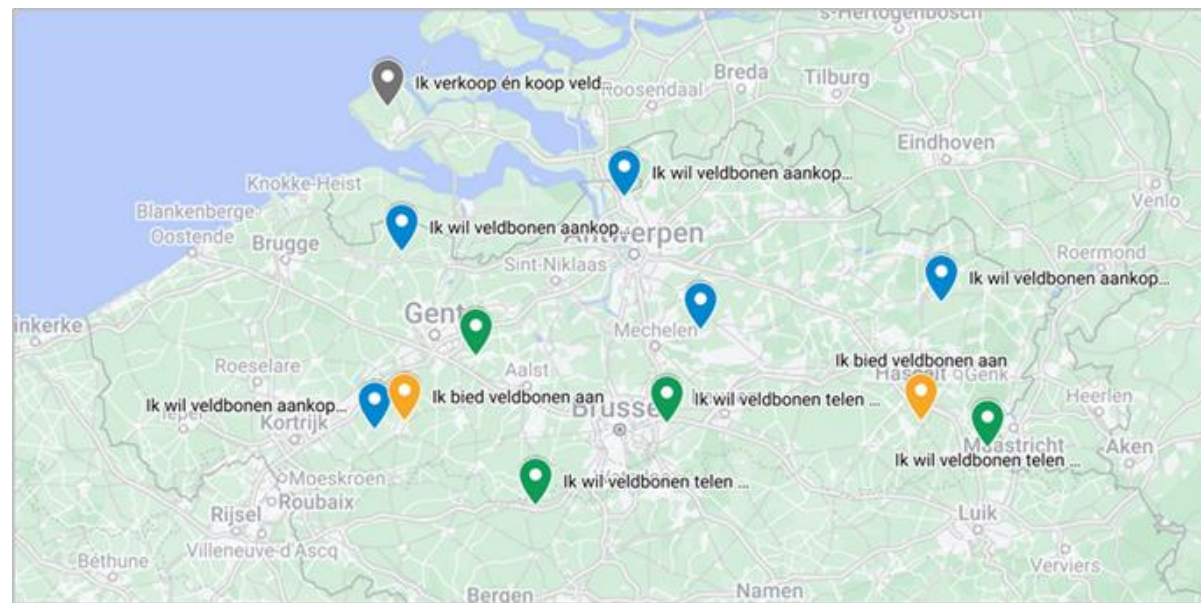 s-Hertogenbosch
Ik verkoop én koop veld...
Roosendaal
Breda
Tilburg
Eindhoven
Ik wil veldbonen aankop...
Knokke-Heist
Venlo
Blankenberge
Oostende
Brugge
Ik wil veldbonen aankop...
Antwerpen
Roermond
Sint-Niklaas
Ik wil veldbonen aankop...
inkerke
Gent
Mechelen
Roeselare
Aalst
Ik bied veldbonen aan
Hasselt
Genk
Ik wil veldbonen aankop...
Ik bied veldbonen aan
Ik wil veldbonen telen ...
Heerlen
Ieper
Kortrijk
Brussel
Maastricht
Aken
Ik wil veldbonen telen ...
Moeskroen
Ik wil veldbonen telen ...
Roubaix
Rijsel
Luik
Villeneuve-d'Ascq
Béthune
Verviers
Bergen
Namen